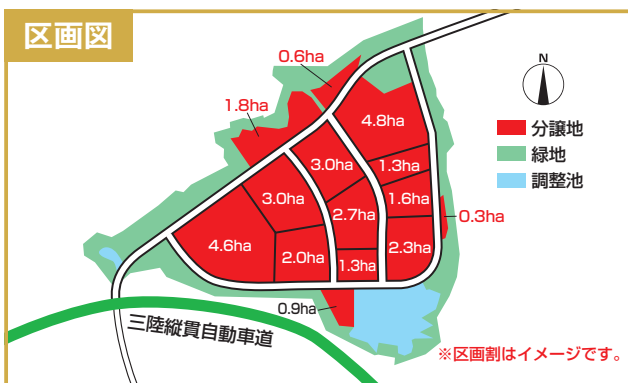 区画図
N
0.6ha
1.8ha
4.8ha
3.0ha
1.3ha
3.0ha
1.6ha
2.7ha
0.3ha
4.6ha
2.0ha
1.3ha
2.3ha
0.9ha
分譲地
緑地
調整池
三陸縦貫自動車道
※区画割はイメージです。